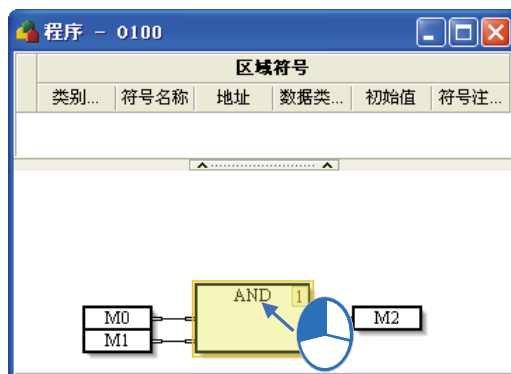 程序 - 0100
区域符号
类别... 符号名称 地址 数据类... 初始值 符号注...
AND 1
M0 M2
M1